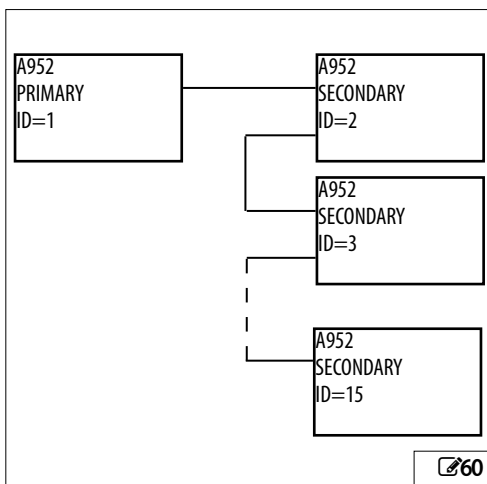 A952
PRIMARY
ID=1
A952
SECONDARY
ID=2
A952
SECONDARY
ID=3
A952
SECONDARY
ID=15
60